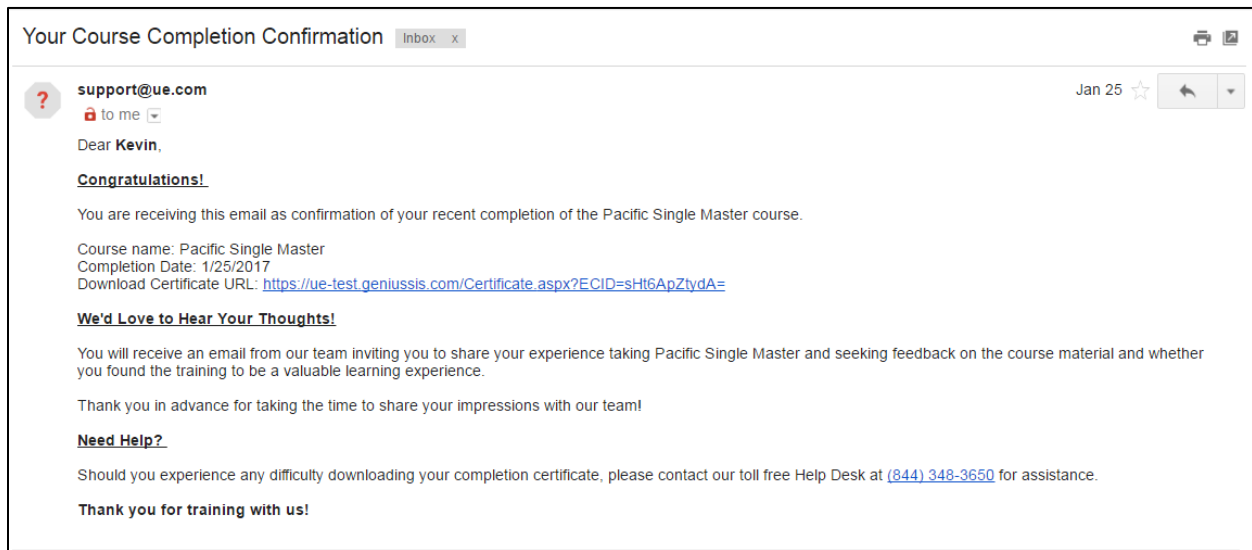 Your Course Completion Confirmation Inbox x
support@ue.com Jan 25
?
to me
Dear Kevin,
Congratulations!
You are receiving this email as confirmation of your recent completion of the Pacific Single Master course.
Course name: Pacific Single Master
Completion Date: 1/25/2017
Download Certificate URL: https://ue-test.geniussis.com/Certificate.aspx?ECID=sHt6ApZtydA=
We'd Love to Hear Your Thoughts!
You will receive an email from our team inviting you to share your experience taking Pacific Single Master and seeking feedback on the course material and whether
you found the training to be a valuable learning experience.
Thank you in advance for taking the time to share your impressions with our team!
Need Help?
Should you experience any difficulty downloading your completion certificate, please contact our toll free Help Desk at (844) 348-3650 for assistance.
Thank you for training with us!